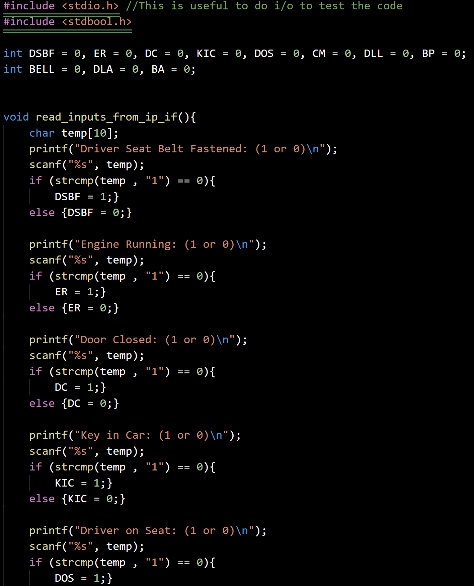 #include <stdio.h> //This is useful to do i/o to test the code
#include <stdbool.h>
int DSBF = 0, ER = 0, DC = 0, KIC = 0, DOS = 0, CM = 0, DLL = 0, BP = 0;
int BELL = 0, DLA = 0, BA = 0;
void read_inputs_from_ip_if(){
char temp[10];
printf("Driver Seat Belt Fastened: (1 or 0)\n");
scanf("%s", temp);
if (strcmp(temp , "1") == 0){
DSBF = 1;}
else {DSBF = 0;}
printf("Engine Running: (1 or 0)\n");
scanf("%s", temp);
if (strcmp(temp , "1") == 0){
ER = 1;}
else {ER = 0;}
printf("Door Closed: (1 or 0)\n");
scanf("%s", temp);
if (strcmp(temp , "1") == 0){
DC = 1;}
else {DC = 0;}
printf("Key in Car: (1 or 0)\n");
scanf("%s", temp);
if (strcmp(temp , "1") == 0){
KIC = 1;}
else {KIC = 0;}
printf("Driver on Seat: (1 or 0)\n");
scanf("%s", temp);
if (strcmp(temp , "1") == 0){
DOS = 1;}